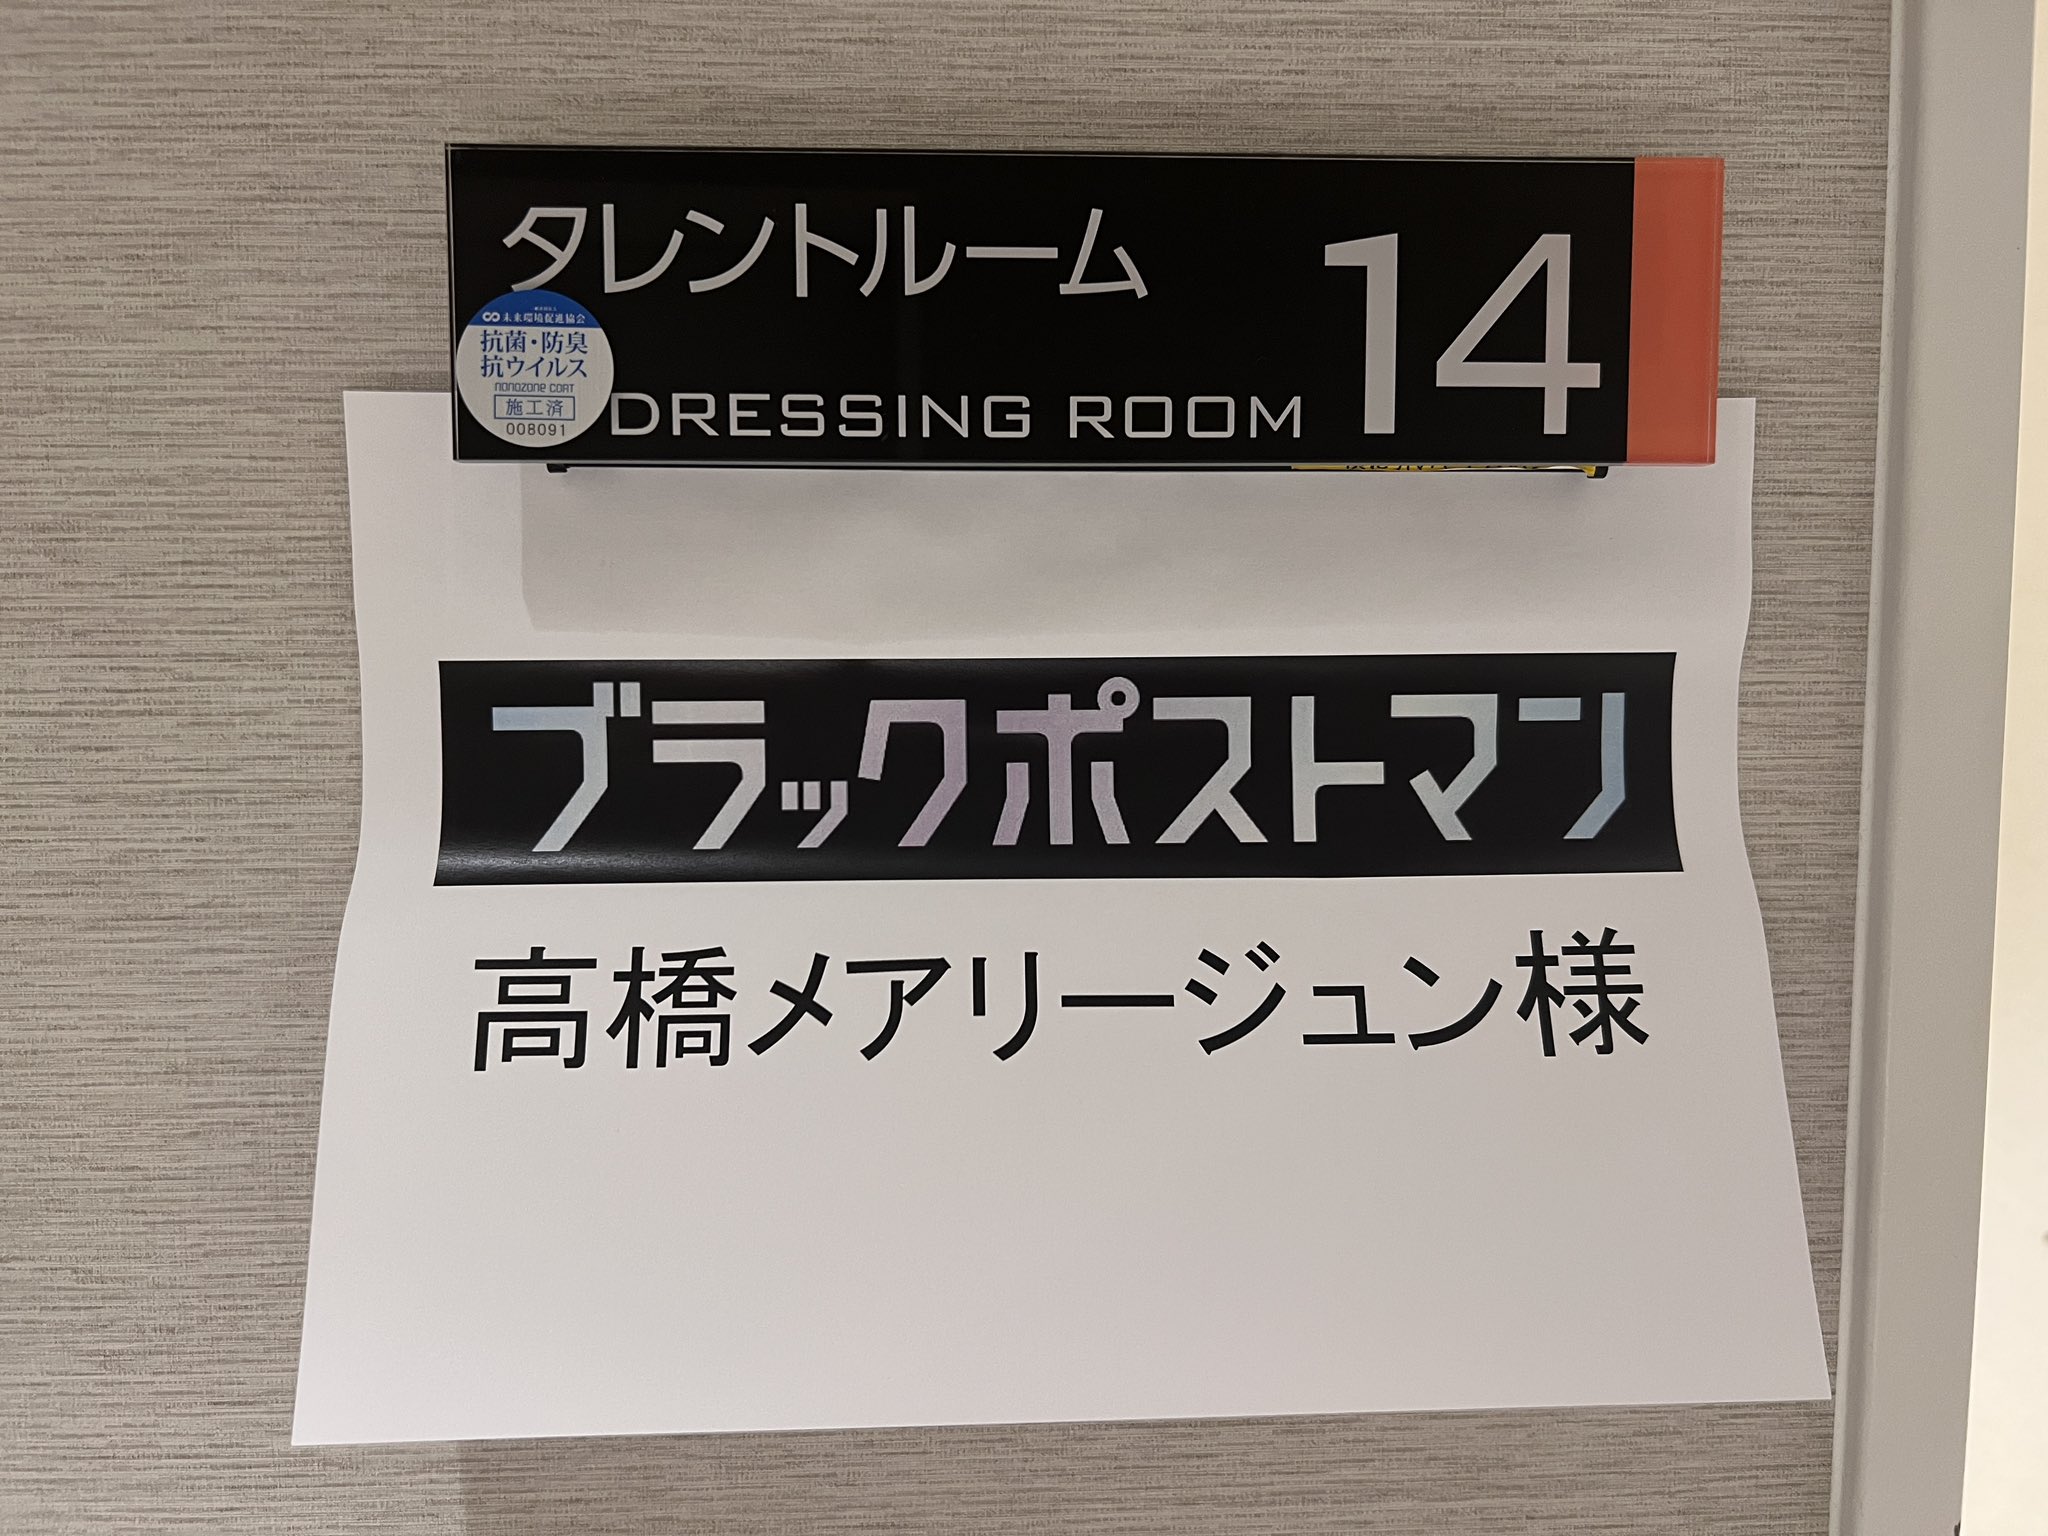 タレントルーム
14
未来環境促進協会
抗菌・防臭
抗ウイルス
nanozone COAT
施工済
008091
DRESSING ROOM
ブラックポストマン
高橋メアリージュン様